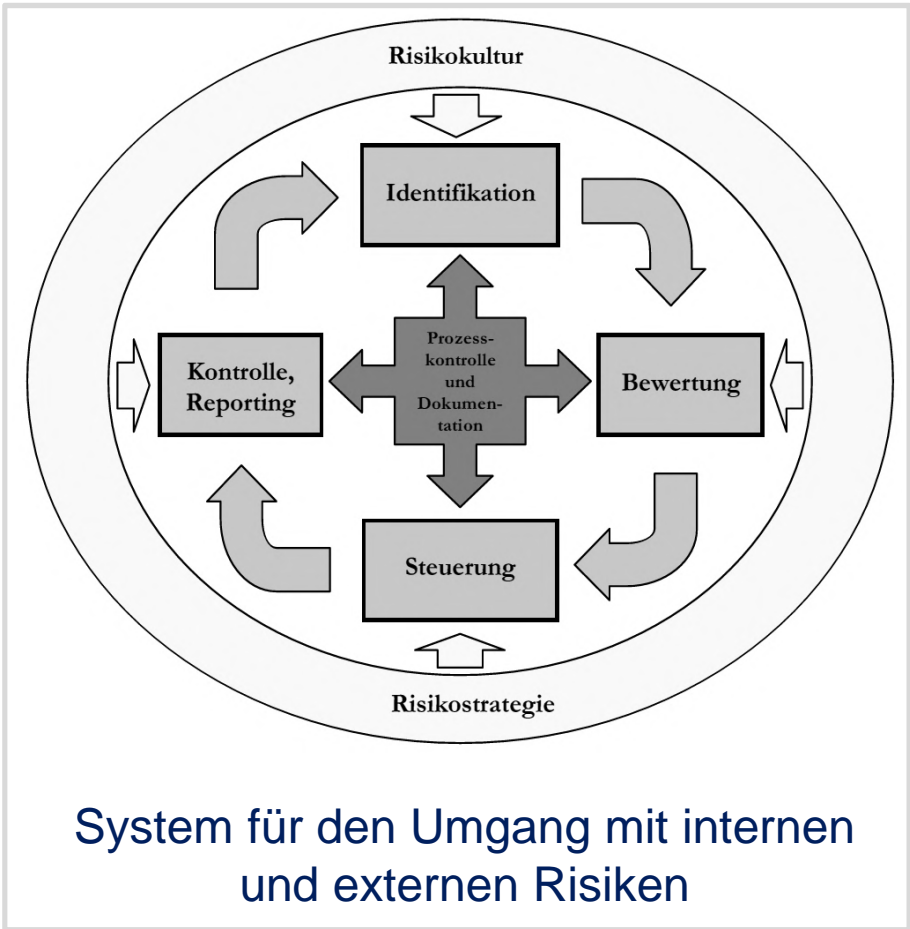 Risikokultur
Identifikation
Kontrolle,
Reporting
Prozess-
kontrolle
und
Dokumen-
tation
Bewertung
Steuerung
Risikostrategie
System für den Umgang mit internen
und externen Risiken